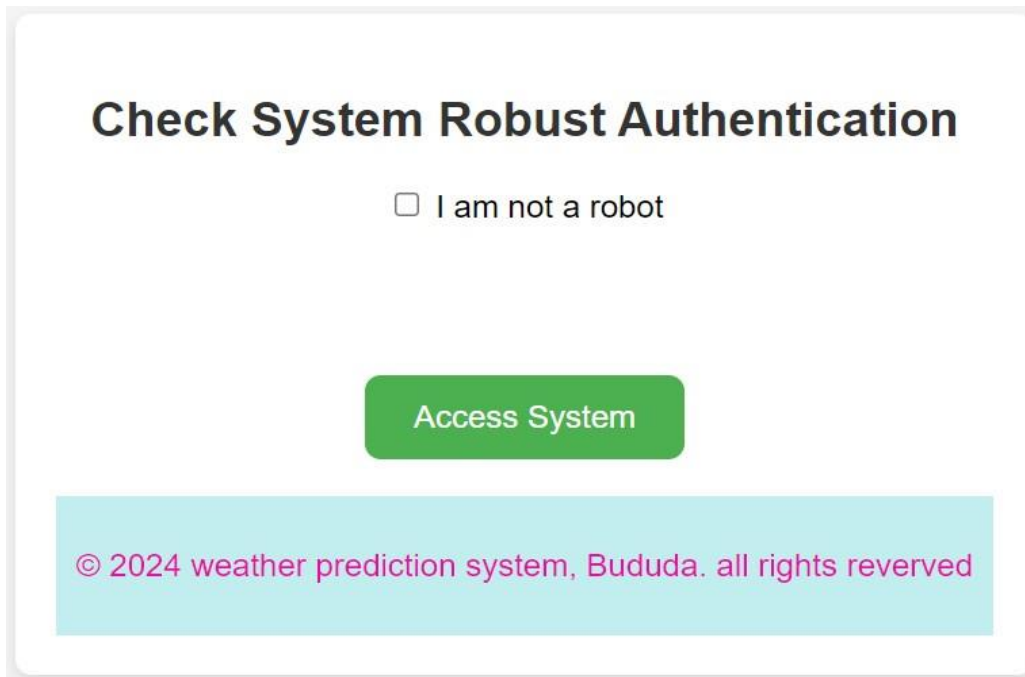 Check System Robust Authentication
I am not a robot
Access System
© 2024 weather prediction system, Bududa. all rights reverved